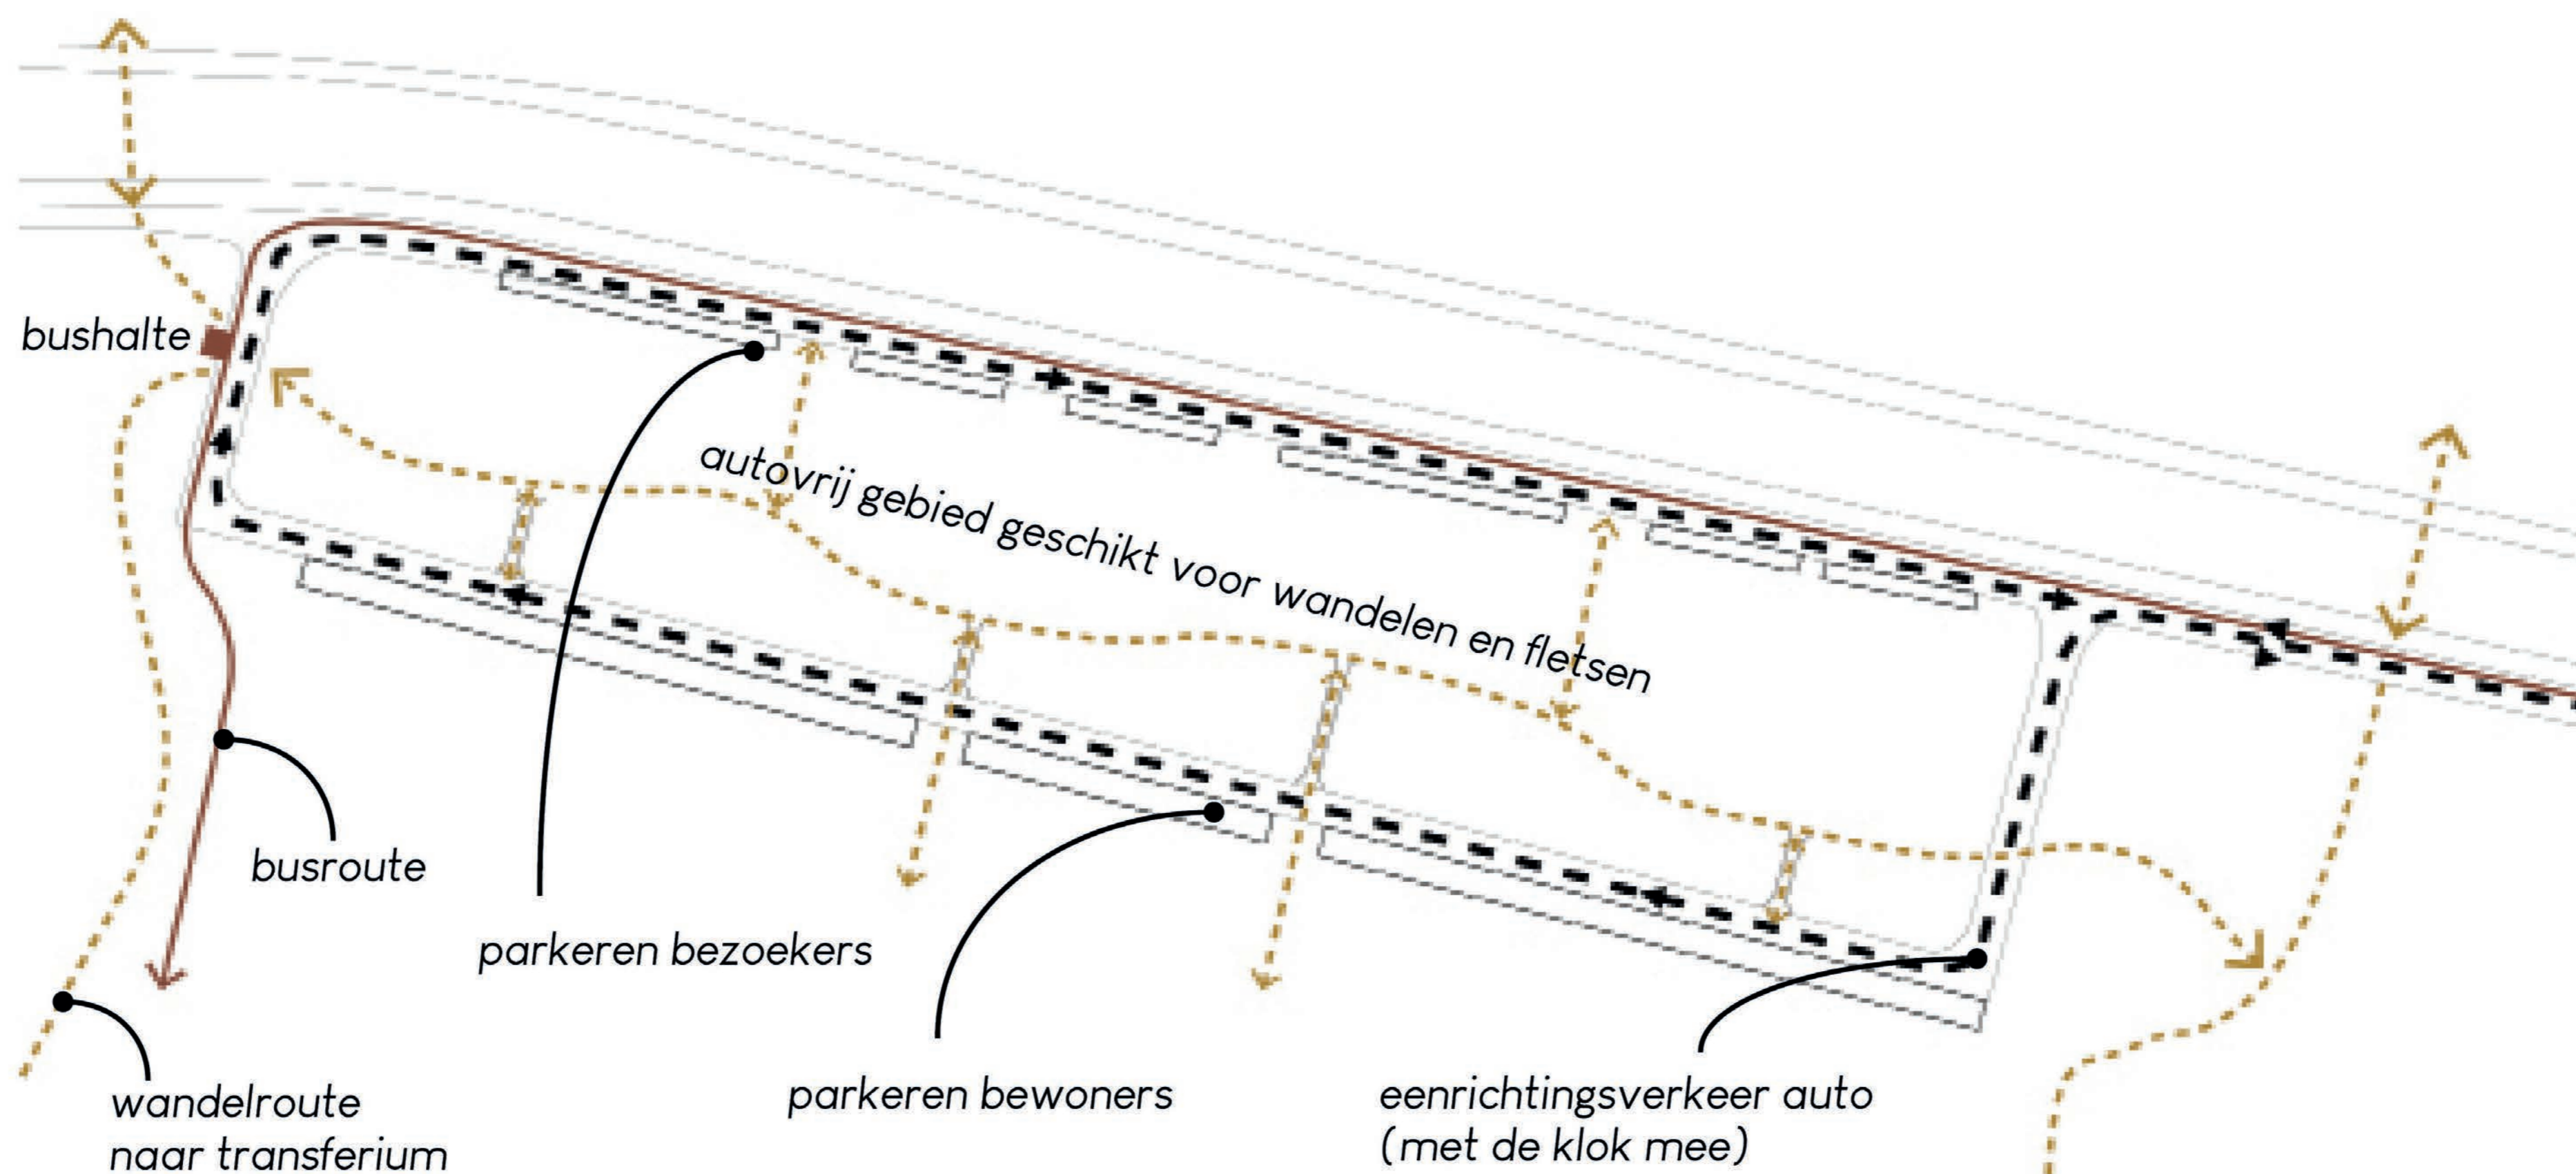 bushalte
autovrij gebied geschikt voor wandelen en fietsen
busroute
parkeren bezoekers
wandelroute
naar transferium
parkeren bewoners
eenrichtingsverkeer auto
(met de klok mee)